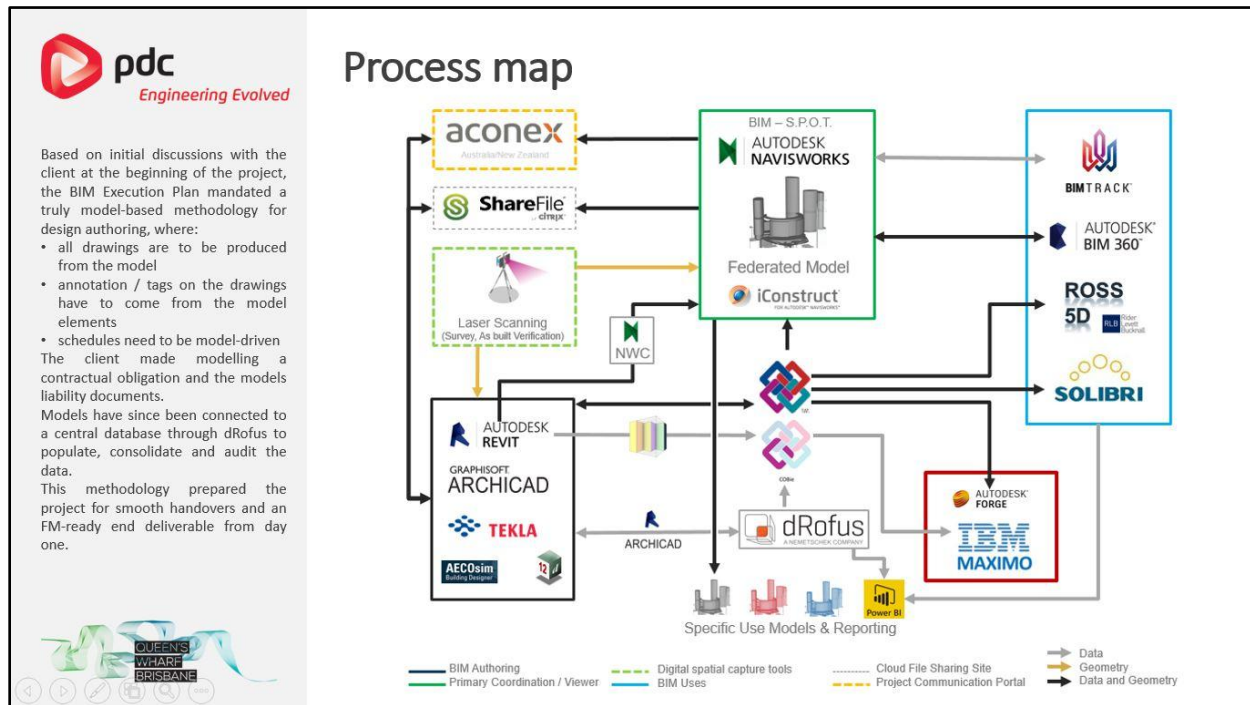 pdc
Engineering Evolved
Based on initial discussions with the
client at the beginning of the project,
the BIM Execution Plan mandated a
truly model-based methodology for
design authoring, where:
• all drawings are to be produced
from the model
• annotation / tags on the drawings
have to come from the model
elements
• schedules need to be model-driven
The client made modelling a
contractual obligation and the models
liability documents.
Models have since been connected to
a central database through dRofus to
populate, consolidate and audit the
data.
This methodology prepared the
project for smooth handovers and an
FM-ready end deliverable from day
one.
QUEEN'S
WHARF
BRISBANE
Process map
aconex
Australia/New Zealand
ShareFile
CITRIX
Laser Scanning
(Survey, As built Verification)
NWC
BIM – S.P.O.T.
AUTODESK
NAVISWORKS
Federated Model
iConstruct
FOR AUTODESK NAVISWORKS
BIMTRACK
AUTODESK
BIM 360
ROSS
5D
RLB
Rider
Levett
Bucknall
SOLIBRI
AUTODESK
REVIT
GRAPHISOFT
ARCHICAD
TEKLA
AECOsim
Building Designer
12d
COBie
ARCHICAD
dRofus
A NEMETSCHEK COMPANY
AUTODESK
FORGE
IBM
MAXIMO
Power BI
Specific Use Models & Reporting
BIM Authoring
Primary Coordination / Viewer
Digital spatial capture tools
BIM Uses
Cloud File Sharing Site
Project Communication Portal
Data
Geometry
Data and Geometry